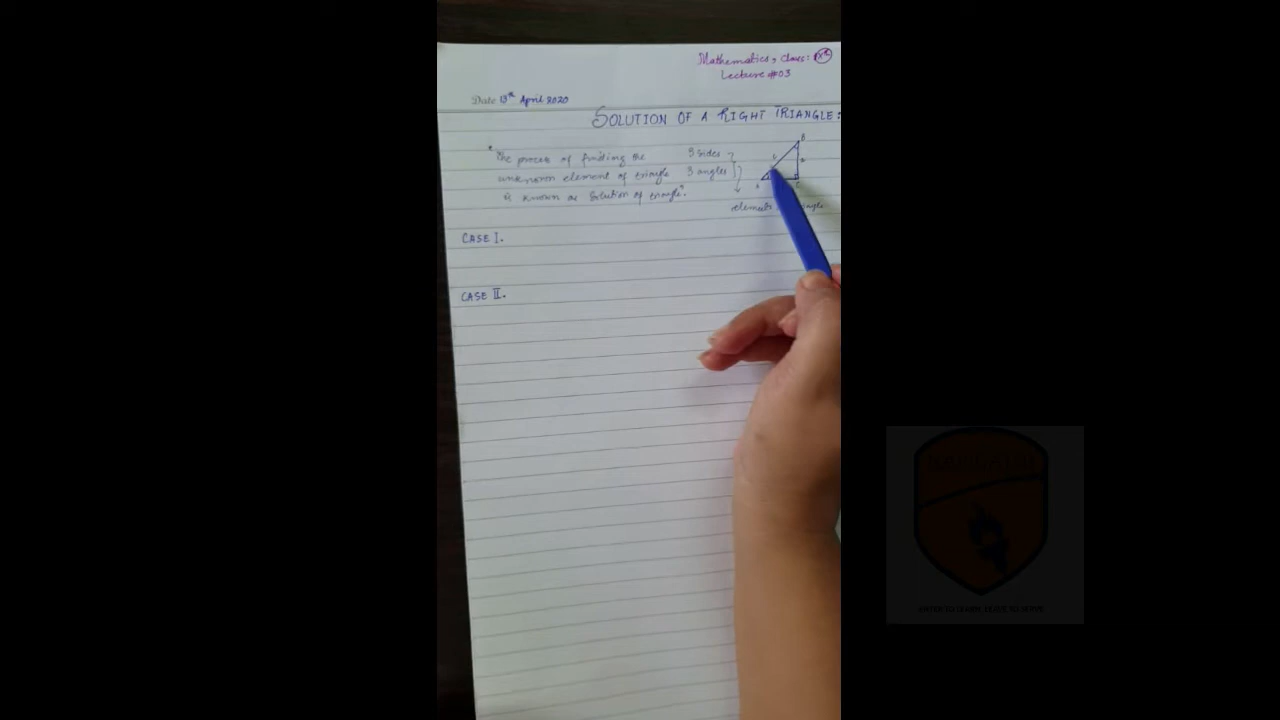 Mathematics, Class: IXth
Lecture #03
Date 13th April 2020
SOLUTION OF A RIGHT TRIANGLE:
* "The process of finding the
unknown element of triangle
is known as Solution of triangle".
3 sides
3 angles
B
a
A
C
elements
CASE I.
CASE II.